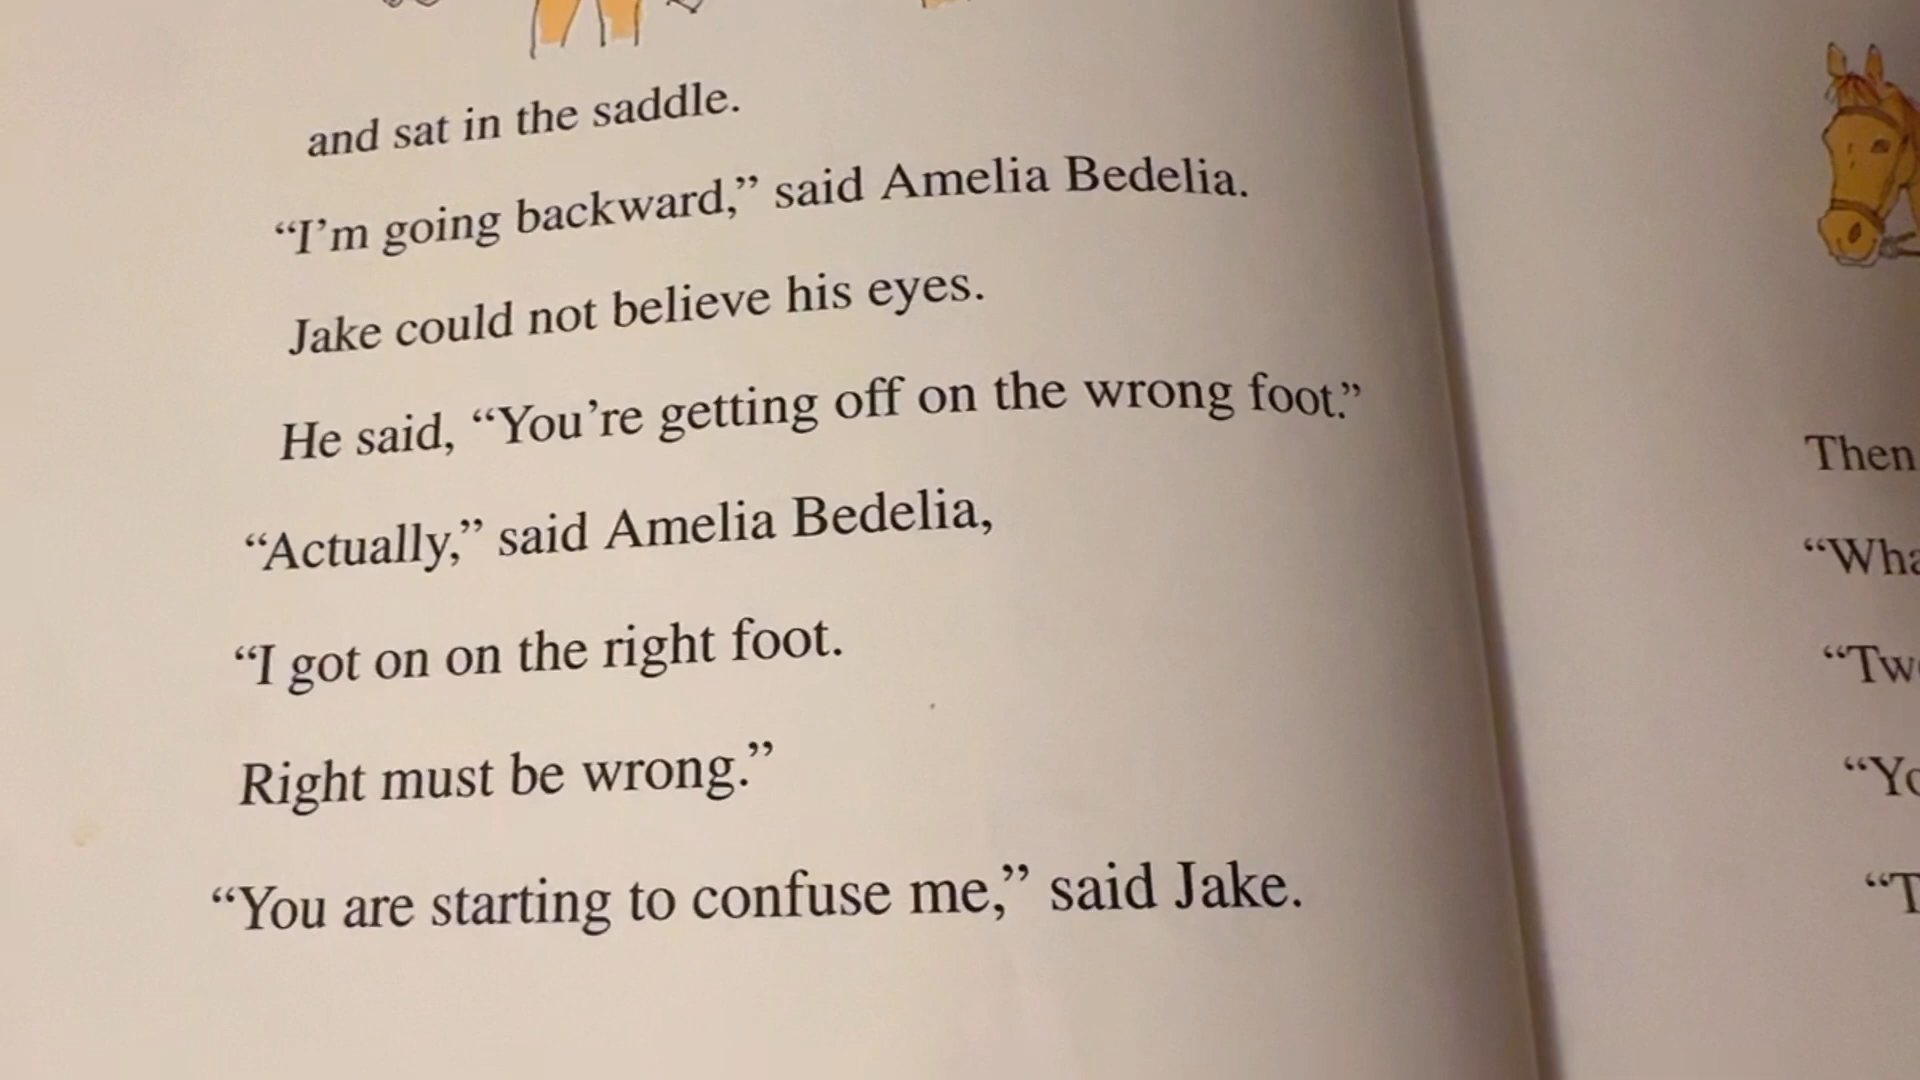 and sat in the saddle.
“I’m going backward,” said Amelia Bedelia.
Jake could not believe his eyes.
He said, “You’re getting off on the wrong foot.”
“Actually,” said Amelia Bedelia,
“I got on on the right foot.
Right must be wrong.”
“You are starting to confuse me,” said Jake.
Then